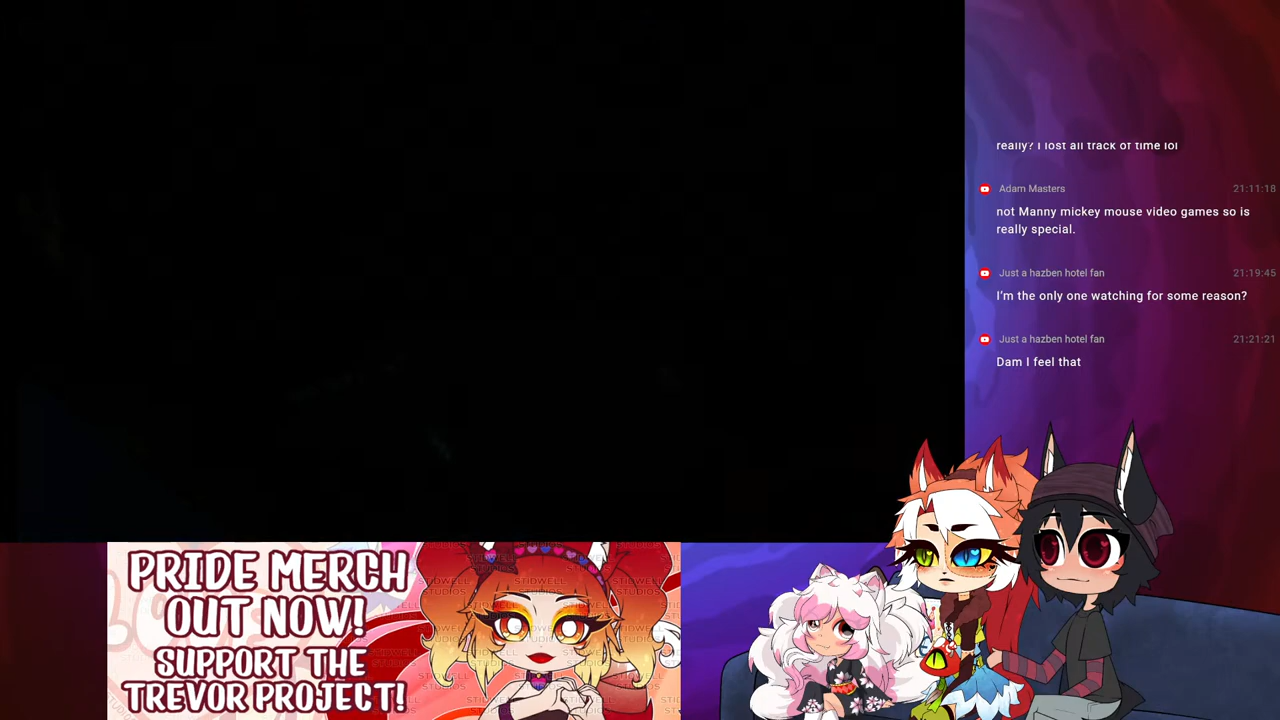 really? I lost all track of time lol
Adam Masters 21:11:18
not Manny mickey mouse video games so is
really special.
Just a hazben hotel fan 21:19:45
I'm the only one watching for some reason?
Just a hazben hotel fan 21:21:21
Dam I feel that
PRIDE MERCH
OUT NOW!
SUPPORT THE
TREVOR PROJECT!
STIDWELL
STUDIOS